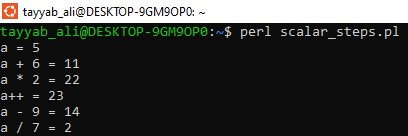 tayyab_ali@DESKTOP-9GM9OP0: ~
tayyab_ali@DESKTOP-9GM9OP0:~$ perl scalar_steps.pl
a = 5
a + 6 = 11
a * 2 = 22
a++ = 23
a - 9 = 14
a / 7 = 2